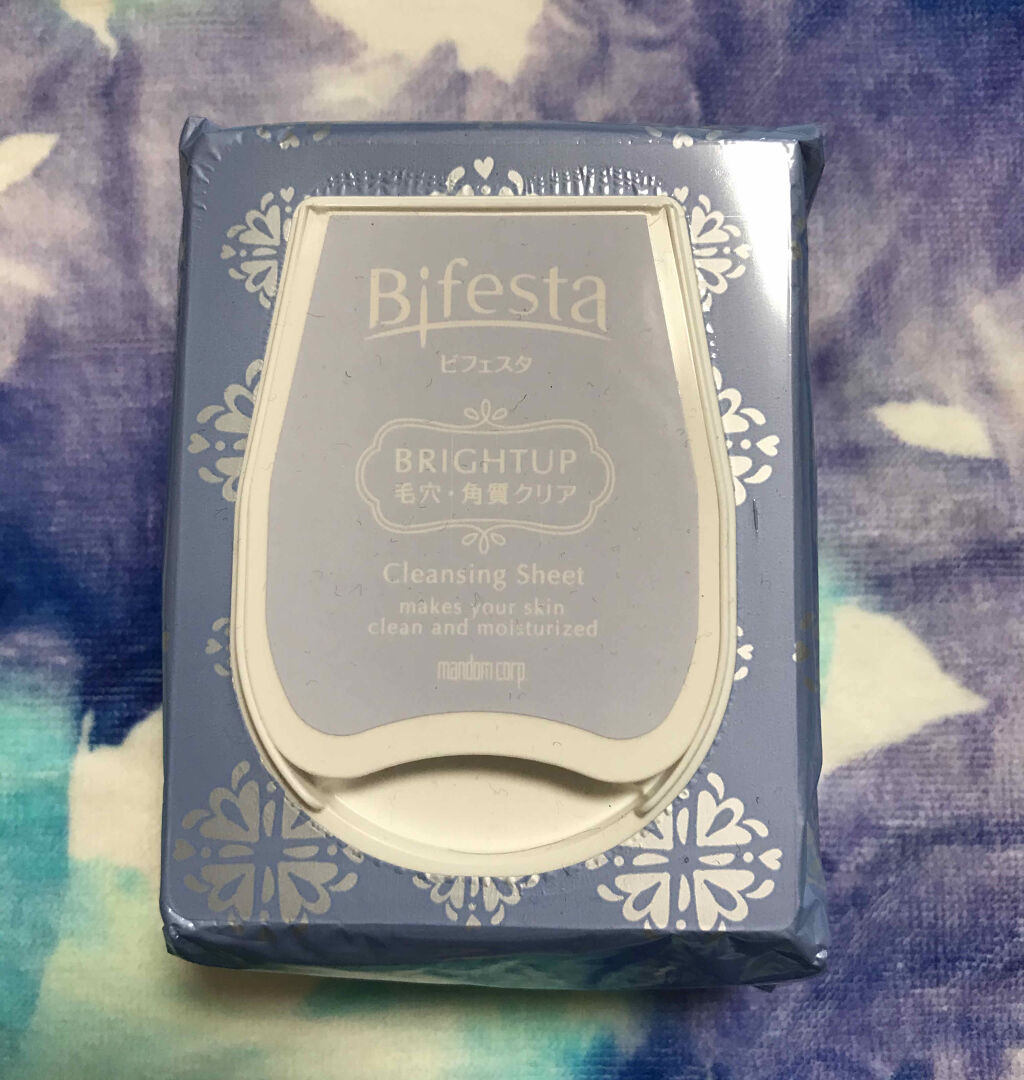 Bifesta
ビフェスタ
BRIGHTUP
毛穴・角質クリア
Cleansing Sheet
makes your skin
clean and moisturized
mandom corp.